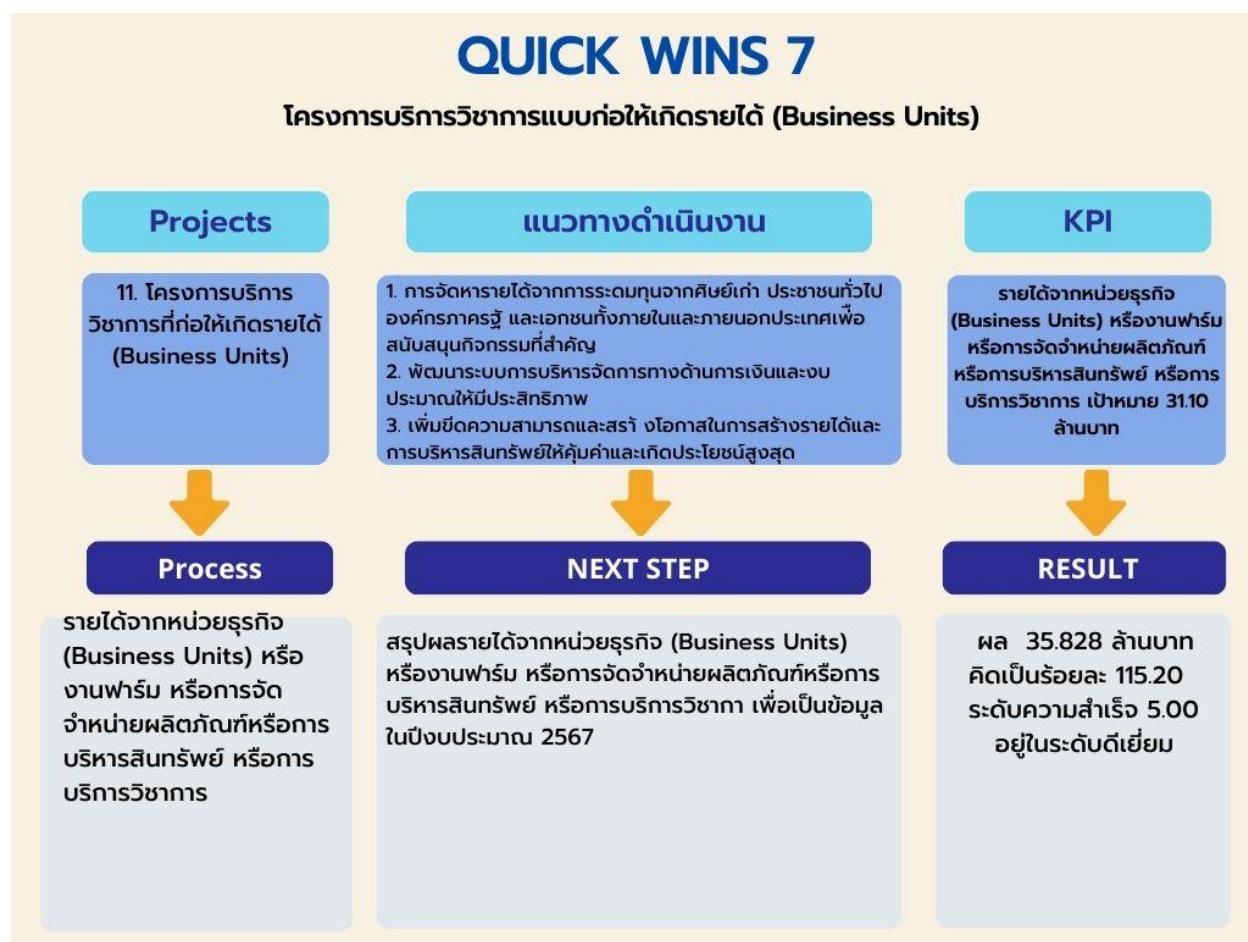 QUICK WINS 7
โครงการบริการวิชาการแบบก่อให้เกิดรายได้ (Business Units)
Projects
11. โครงการบริการ
วิชาการที่ก่อให้เกิดรายได้
(Business Units)
แนวทางดำเนินงาน
1. การจัดหารายได้จากการระดมทุนจากศิษย์เก่า ประชาชนทั่วไป
องค์กรภาครัฐั และเอกชนทั้งภายในและภายนอกประเทศเพื่อ
สนับสนุนกิจกรรมที่สำคัญ
2. พัฒนาระบบการบริหารจัดการทางด้านการเงินและงบ
ประมาณให้มีประสิทธิภาพ
3. เพิ่มขีดความสามารถและสรา้ งโอกาสในการสร้างรายได้และ
การบริหารสินทรัพย์ให้คุ้มค่าและเกิดประโยชน์สูงสุด
KPI
รายได้จากหน่วยธุรกิจ
(Business Units) หรืองานฟาร์ม
หรือการจัดจำหน่ายผลิตภัณฑ์
หรือการบริหารสินทรัพย์ หรือการ
บริการวิชาการ เป้าหมาย 31.10
ล้านบาท
Process
รายได้จากหน่วยธุรกิจ
(Business Units) หรือ
งานฟาร์ม หรือการจัด
จำหน่ายผลิตภัณฑ์หรือการ
บริหารสินทรัพย์ หรือการ
บริการวิชาการ
NEXT STEP
สรุปผลรายได้จากหน่วยธุรกิจ (Business Units)
หรืองานฟาร์ม หรือการจัดจำหน่ายผลิตภัณฑ์หรือการ
บริหารสินทรัพย์ หรือการบริการวิชากา เพื่อเป็นข้อมูล
ในปีงบประมาณ 2567
RESULT
ผล 35.828 ล้านบาท
คิดเป็นร้อยละ 115.20
ระดับความสำเร็จ 5.00
อยู่ในระดับดีเยี่ยม